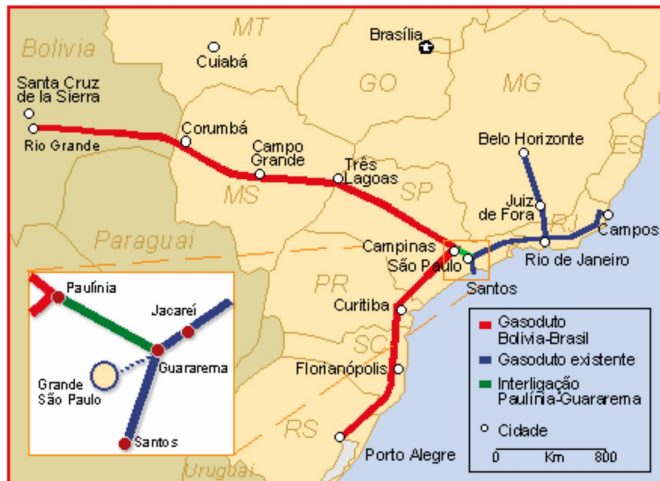 Bolivia
MT
Brasília
Cuiabá
GO
MG
Santa Cruz
de la Sierra
Rio Grande
Corumbá
Belo Horizonte
ES
Campo
Grande
Três
Lagoas
MS
SP
Juiz
de Fora
RJ
Campos
Paraguai
Campinas
São Paulo
Rio de Janeiro
Santos
PR
Curitiba
SC
Florianópolis
RS
Porto Alegre
Uruguai
Paulínia
Jacareí
Guararema
Grande
São Paulo
Santos
Gasoduto
Bolivia-Brasil
Gasoduto existente
Interligação
Paulínia-Guararema
Cidade
0 Km 800